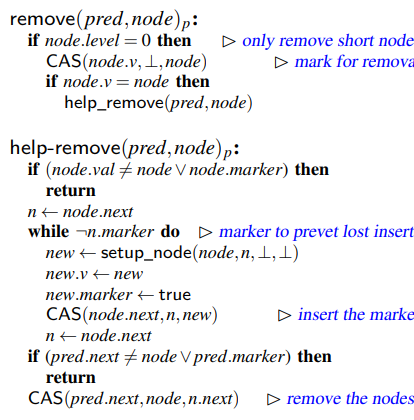 remove(pred,node)p:
if node.level = 0 then ▷ only remove short node
CAS(node.v,⊥,node) ▷ mark for remova
if node.v = node then
help_remove(pred,node)
help-remove(pred,node)p:
if (node.val ≠ node ∨ node.marker) then
return
n ← node.next
while ¬n.marker do ▷ marker to prevet lost insert
new ← setup_node(node,n,⊥,⊥)
new.v ← new
new.marker ← true
CAS(node.next,n,new) ▷ insert the marke
n ← node.next
if (pred.next ≠ node ∨ pred.marker) then
return
CAS(pred.next,node,n.next) ▷ remove the nodes